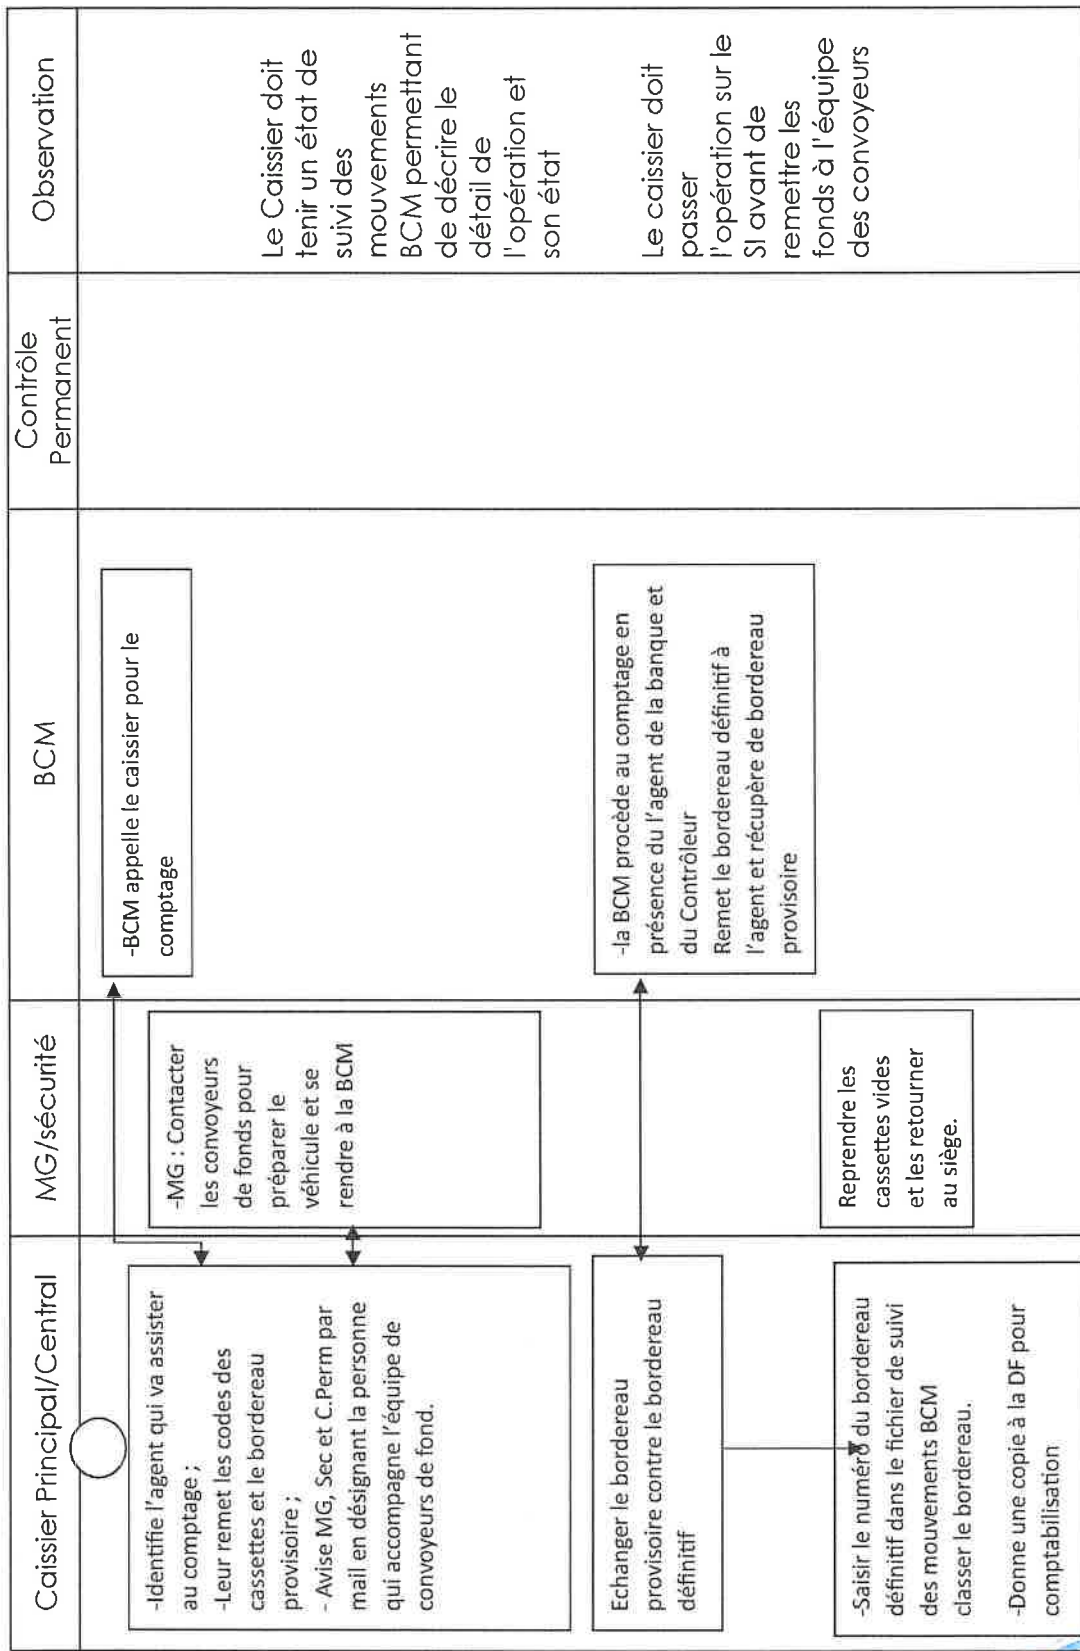 Caissier Principal/Central
MG/sécurité
BCM
Contrôle
Permanent
Observation
-Identifie l'agent qui va assister
au comptage ;
-Leur remet les codes des
cassettes et le bordereau
provisoire ;
- Avise MG, Sec et C.Perm par
mail en désignant la personne
qui accompagne l'équipe de
convoyeurs de fond.
-MG : Contacter
les convoyeurs
de fonds pour
préparer le
véhicule et se
rendre à la BCM
-BCM appelle le caissier pour le
comptage
Le Caissier doit
tenir un état de
suivi des
mouvements
BCM permettant
de décrire le
détail de
l'opération et
son état
Echanger le bordereau
provisoire contre le bordereau
définitif
-la BCM procède au comptage en
présence du l'agent de la banque et
du Contrôleur
Remet le bordereau définitif à
l'agent et récupère de bordereau
provisoire
Le caissier doit
passer
l'opération sur le
SI avant de
remettre les
fonds à l'équipe
des convoyeurs
-Saisir le numéro du bordereau
définitif dans le fichier de suivi
des mouvements BCM
classer le bordereau.
-Donne une copie à la DF pour
comptabilisation
Reprendre les
cassettes vides
et les retourner
au siège.